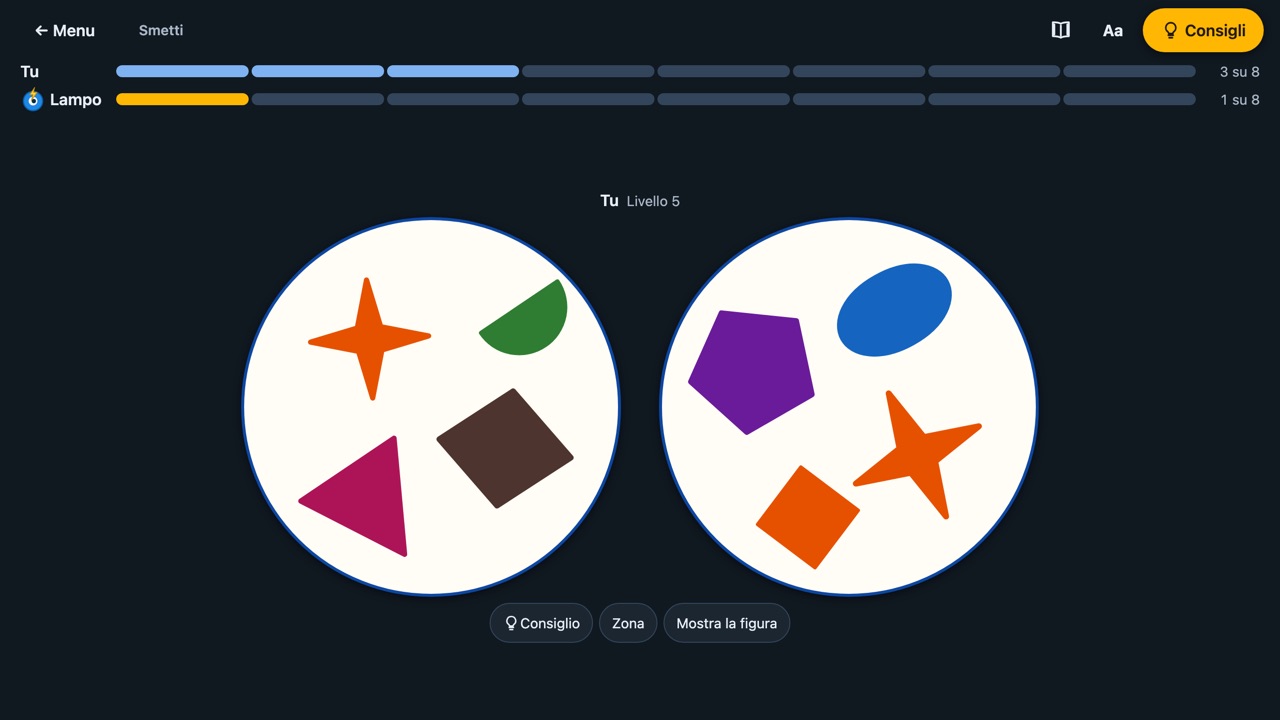 Menu
Smetti
Aa
Consigli
Tu
3 su 8
Lampo
1 su 8
Tu Livello 5
Consiglio
Zona
Mostra la figura